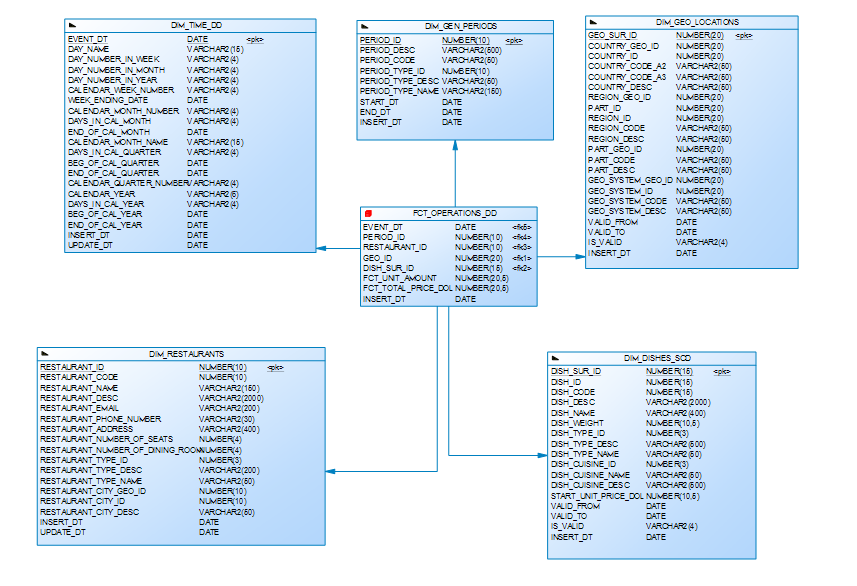 DIM_TIME_DD
EVENT_DT DATE <pk>
DAY_NAME VARCHAR2(15)
DAY_NUMBER_IN_WEEK VARCHAR2(4)
DAY_NUMBER_IN_MONTH VARCHAR2(4)
DAY_NUMBER_IN_YEAR VARCHAR2(4)
CALENDAR_WEEK_NUMBER VARCHAR2(4)
WEEK_ENDING_DATE DATE
CALENDAR_MONTH_NUMBER VARCHAR2(4)
DAYS_IN_CAL_MONTH VARCHAR2(4)
END_OF_CAL_MONTH DATE
CALENDAR_MONTH_NAME VARCHAR2(15)
DAYS_IN_CAL_QUARTER VARCHAR2(4)
BEG_OF_CAL_QUARTER DATE
END_OF_CAL_QUARTER DATE
CALENDAR_QUARTER_NUMBER VARCHAR2(4)
CALENDAR_YEAR VARCHAR2(5)
DAYS_IN_CAL_YEAR VARCHAR2(4)
BEG_OF_CAL_YEAR DATE
END_OF_CAL_YEAR DATE
INSERT_DT DATE
UPDATE_DT DATE
DIM_GEN_PERIODS
PERIOD_ID NUMBER(10) <pk>
PERIOD_DESC VARCHAR2(500)
PERIOD_CODE VARCHAR2(50)
PERIOD_TYPE_ID NUMBER(10)
PERIOD_TYPE_DESC VARCHAR2(50)
PERIOD_TYPE_NAME VARCHAR2(150)
START_DT DATE
END_DT DATE
INSERT_DT DATE
DIM_GEO_LOCATIONS
GEO_SUR_ID NUMBER(20) <pk>
COUNTRY_GEO_ID NUMBER(20)
COUNTRY_ID NUMBER(20)
COUNTRY_CODE_A2 VARCHAR2(50)
COUNTRY_CODE_A3 VARCHAR2(50)
COUNTRY_DESC VARCHAR2(50)
REGION_GEO_ID NUMBER(20)
PART_ID NUMBER(20)
REGION_ID NUMBER(20)
REGION_CODE VARCHAR2(50)
REGION_DESC VARCHAR2(50)
PART_GEO_ID NUMBER(20)
PART_CODE VARCHAR2(50)
PART_DESC VARCHAR2(50)
GEO_SYSTEM_GEO_ID NUMBER(20)
GEO_SYSTEM_ID NUMBER(20)
GEO_SYSTEM_CODE VARCHAR2(50)
GEO_SYSTEM_DESC VARCHAR2(50)
VALID_FROM DATE
VALID_TO DATE
IS_VALID VARCHAR2(4)
INSERT_DT DATE
FCT_OPERATIONS_DD
EVENT_DT DATE <fk5>
PERIOD_ID NUMBER(10) <fk4>
RESTAURANT_ID NUMBER(10) <fk3>
GEO_ID NUMBER(20) <fk1>
DISH_SUR_ID NUMBER(15) <fk2>
FCT_UNIT_AMOUNT NUMBER(20,5)
FCT_TOTAL_PRICE_DOL NUMBER(20,5)
INSERT_DT DATE
DIM_RESTAURANTS
RESTAURANT_ID NUMBER(10) <pk>
RESTAURANT_CODE NUMBER(10)
RESTAURANT_NAME VARCHAR2(150)
RESTAURANT_DESC VARCHAR2(2000)
RESTAURANT_EMAIL VARCHAR2(200)
RESTAURANT_PHONE_NUMBER VARCHAR2(30)
RESTAURANT_ADDRESS VARCHAR2(400)
RESTAURANT_NUMBER_OF_SEATS NUMBER(4)
RESTAURANT_NUMBER_OF_DINING_ROOM NUMBER(4)
RESTAURANT_TYPE_ID NUMBER(3)
RESTAURANT_TYPE_DESC VARCHAR2(200)
RESTAURANT_TYPE_NAME VARCHAR2(50)
RESTAURANT_CITY_GEO_ID NUMBER(10)
RESTAURANT_CITY_ID NUMBER(10)
RESTAURANT_CITY_DESC VARCHAR2(50)
INSERT_DT DATE
UPDATE_DT DATE
DIM_DISHES_SCD
DISH_SUR_ID NUMBER(15) <pk>
DISH_ID NUMBER(15)
DISH_CODE NUMBER(15)
DISH_DESC VARCHAR2(2000)
DISH_NAME VARCHAR2(400)
DISH_WEIGHT NUMBER(10,5)
DISH_TYPE_ID NUMBER(3)
DISH_TYPE_DESC VARCHAR2(500)
DISH_TYPE_NAME VARCHAR2(50)
DISH_CUISINE_ID NUMBER(3)
DISH_CUISINE_NAME VARCHAR2(50)
DISH_CUISINE_DESC VARCHAR2(500)
START_UNIT_PRICE_DOL NUMBER(10,5)
VALID_FROM DATE
VALID_TO DATE
IS_VALID VARCHAR2(4)
INSERT_DT DATE